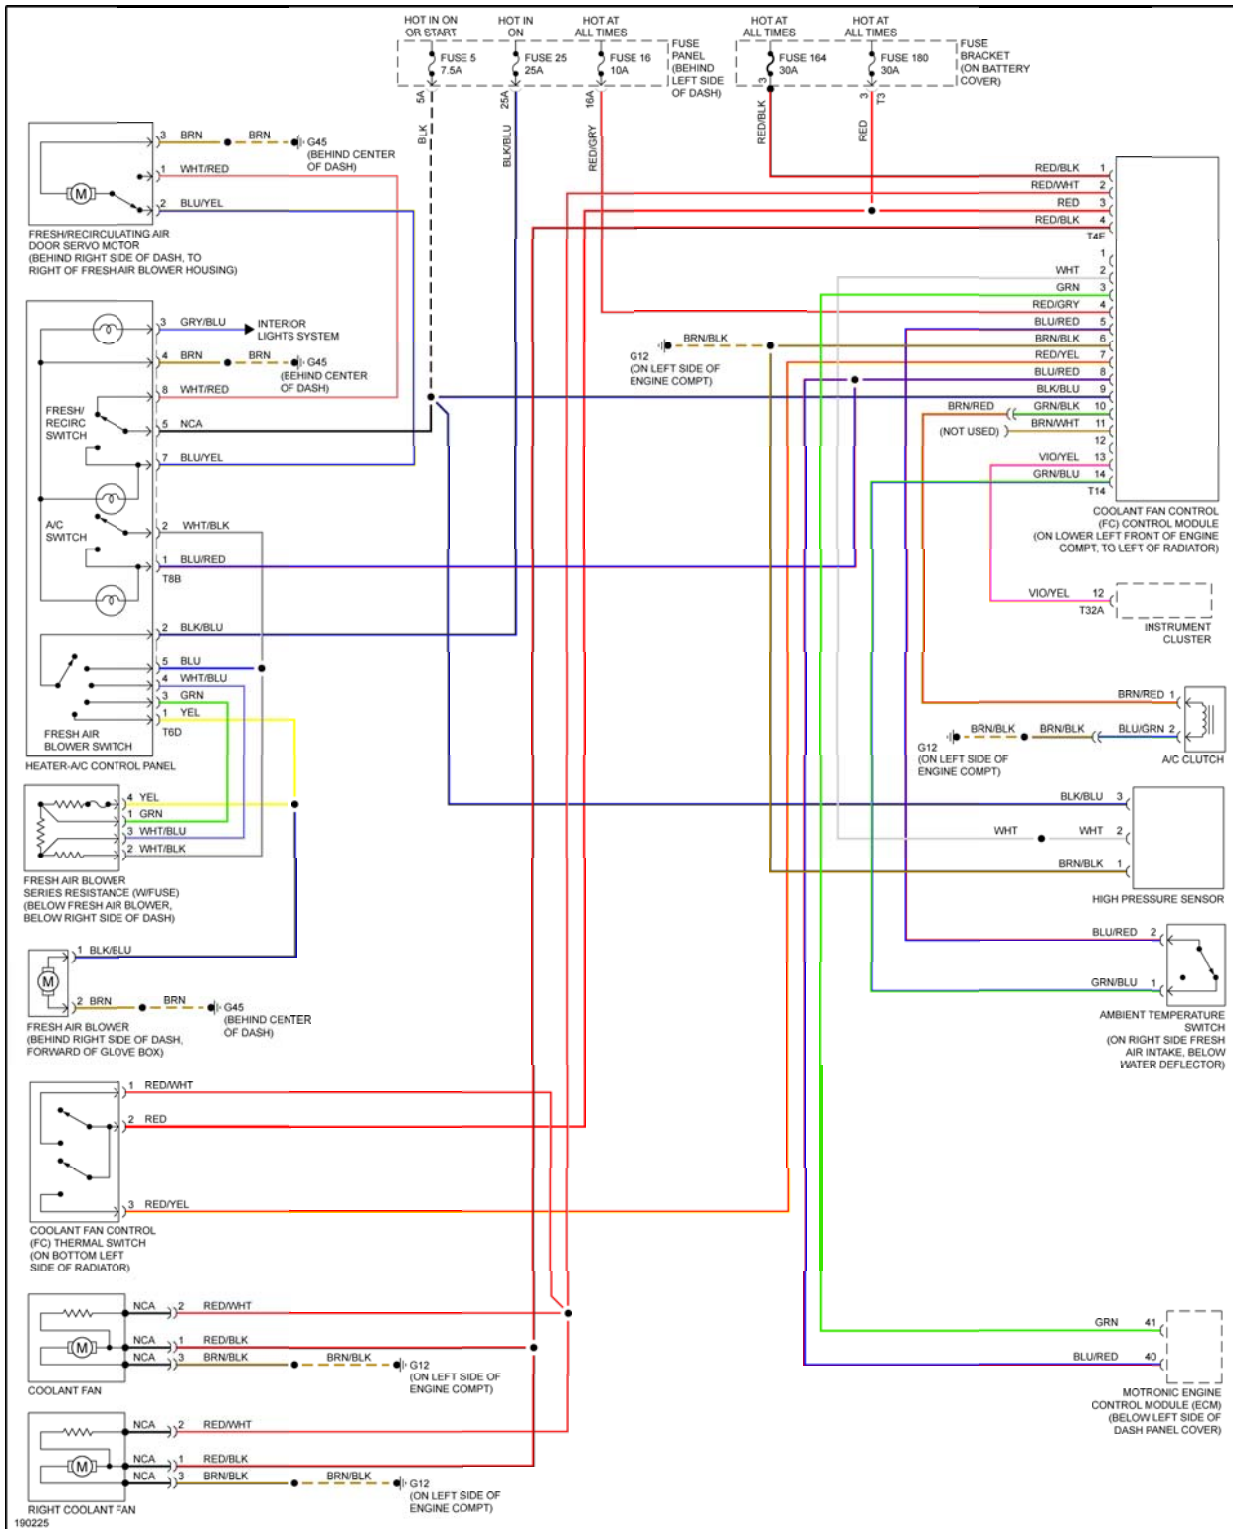 HOT IN ON
OR START
HOT IN
ON
HOT AT
ALL TIMES
HOT AT
ALL TIMES
HOT AT
ALL TIMES
FUSE 5
7.5A
FUSE 25
25A
FUSE 16
10A
FUSE
PANEL
(BEHIND
LEFT SIDE
OF DASH)
FUSE 164
30A
FUSE 180
30A
FUSE
BRACKET
(ON BATTERY
COVER)
5A
25A
16A
3
3
T3
BLK
BLK/BLU
RED/GRY
RED/BLK
RED
3 BRN
BRN
G45
(BEHIND CENTER
OF DASH)
1 WHT/RED
M
2 BLU/YEL
FRESH/RECIRCULATING AIR
DOOR SERVO MOTOR
(BEHIND RIGHT SIDE OF DASH, TO
RIGHT OF FRESHAIR BLOWER HOUSING)
RED/BLK 1
RED/WHT 2
RED 3
RED/BLK 4
T4F
1
WHT 2
GRN 3
RED/GRY 4
BLU/RED 5
BRN/BLK 6
RED/YEL 7
BLU/RED 8
BLK/BLU 9
BRN/RED
GRN/BLK 10
(NOT USED)
BRN/WHT 11
12
VIO/YEL 13
GRN/BLU 14
T14
COOLANT FAN CONTROL
(FC) CONTROL MODULE
(ON LOWER LEFT FRONT OF ENGINE
COMPT, TO LEFT OF RADIATOR)
BRN/BLK
G12
(ON LEFT SIDE OF
ENGINE COMPT)
3 GRY/BLU
INTERIOR
LIGHTS SYSTEM
4 BRN
BRN
G45
(BEHIND CENTER
OF DASH)
8 WHT/RED
FRESH/
RECIRC
SWITCH
5 NCA
7 BLU/YEL
A/C
SWITCH
2 WHT/BLK
1 BLU/RED
T8B
2 BLK/BLU
5 BLU
4 WHT/BLU
3 GRN
1 YEL
T6D
FRESH AIR
BLOWER SWITCH
HEATER-A/C CONTROL PANEL
VIO/YEL 12
T32A
INSTRUMENT
CLUSTER
BRN/RED 1
BRN/BLK
BRN/BLK
BLU/GRN 2
G12
(ON LEFT SIDE OF
ENGINE COMPT)
A/C CLUTCH
4 YEL
1 GRN
3 WHT/BLU
2 WHT/BLK
FRESH AIR BLOWER
SERIES RESISTANCE (W/FUSE)
(BELOW FRESH AIR BLOWER,
BELOW RIGHT SIDE OF DASH)
BLK/BLU 3
WHT
WHT 2
BRN/BLK 1
HIGH PRESSURE SENSOR
1 BLK/BLU
M
2 BRN
BRN
G45
(BEHIND CENTER
OF DASH)
FRESH AIR BLOWER
(BEHIND RIGHT SIDE OF DASH,
FORWARD OF GLOVE BOX)
BLU/RED 2
GRN/BLU 1
AMBIENT TEMPERATURE
SWITCH
(ON RIGHT SIDE FRESH
AIR INTAKE, BELOW
WATER DEFLECTOR)
1 RED/WHT
2 RED
3 RED/YEL
COOLANT FAN CONTROL
(FC) THERMAL SWITCH
(ON BOTTOM LEFT
SIDE OF RADIATOR)
NCA 2 RED/WHT
M
NCA 1 RED/BLK
NCA 3 BRN/BLK
BRN/BLK
G12
(ON LEFT SIDE OF
ENGINE COMPT)
COOLANT FAN
GRN 41
BLU/RED 40
MOTRONIC ENGINE
CONTROL MODULE (ECM)
(BELOW LEFT SIDE OF
DASH PANEL COVER)
NCA 2 RED/WHT
M
NCA 1 RED/BLK
NCA 3 BRN/BLK
BRN/BLK
G12
(ON LEFT SIDE OF
ENGINE COMPT)
RIGHT COOLANT FAN
190225